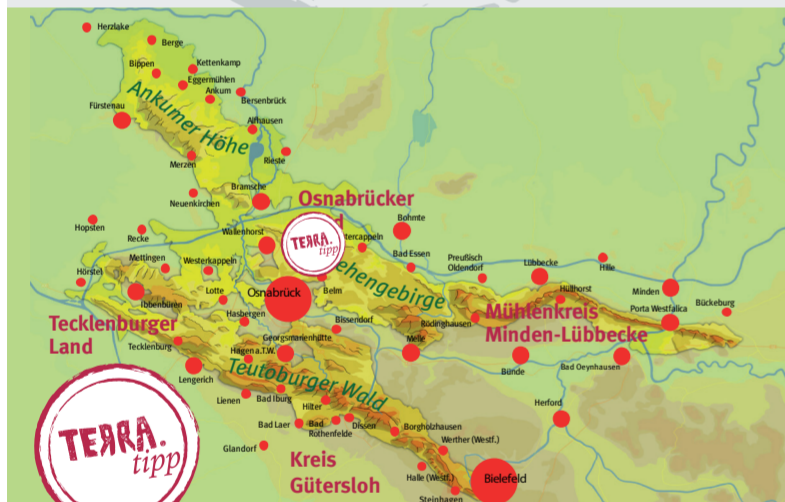 Herzlake
Berge
Bippen
Kettenkamp
Eggermühlen
Ankum
Bersenbrück
Fürstenau
Ankumer Höhe
Alfhausen
Merzen
Rieste
Neuenkirchen
Bramsche
Osnabrücker
Hopsten
Recke
Wallenhorst
TERRA.
tipp
tercappeln
Bohmte
Mettingen
Westerkappeln
Bad Essen
Preußisch
Oldendorf
Lübbecke
Hille
Hörstel
Ibbenbüren
Lotte
Osnabrück
Belm
ehengebirge
Hüllhorst
Minden
Porta Westfalica
Bückeburg
Tecklenburger
Land
Hasbergen
Bissendorf
Rödinghausen
Mühlenkreis
Minden-Lübbecke
Tecklenburg
Georgsmarienhütte
Hagen a.T.W.
Melle
Bünde
Bad Oeynhausen
Lengerich
Teutoburger Wald
Lienen
Bad Iburg
Hilter
Bad Laer
Bad
Rothenfelde
Dissen
Borgholzhausen
Herford
TERRA.
tipp
Glandorf
Kreis
Gütersloh
Werther (Westf.)
Halle (Westf.)
Bielefeld
Steinhagen